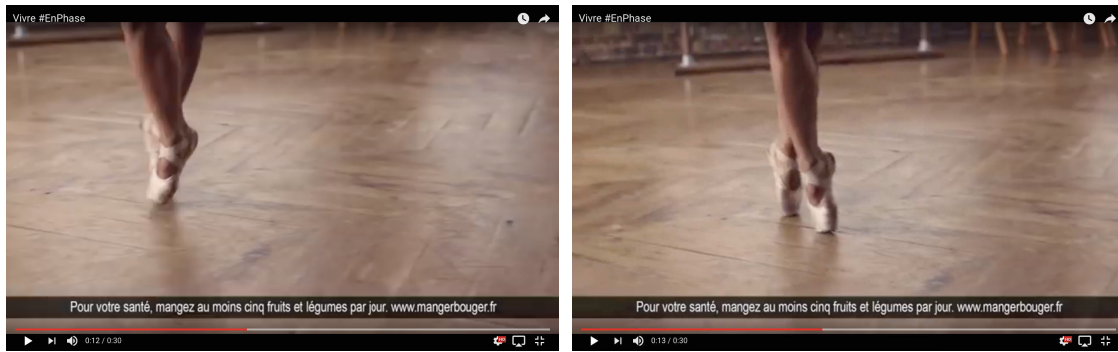 Vivre #EnPhase
Pour votre santé, mangez au moins cinq fruits et légumes par jour. www.mangerbouger.fr
0:12 / 0:30
Vivre #EnPhase
Pour votre santé, mangez au moins cinq fruits et légumes par jour. www.mangerbouger.fr
0:13 / 0:30